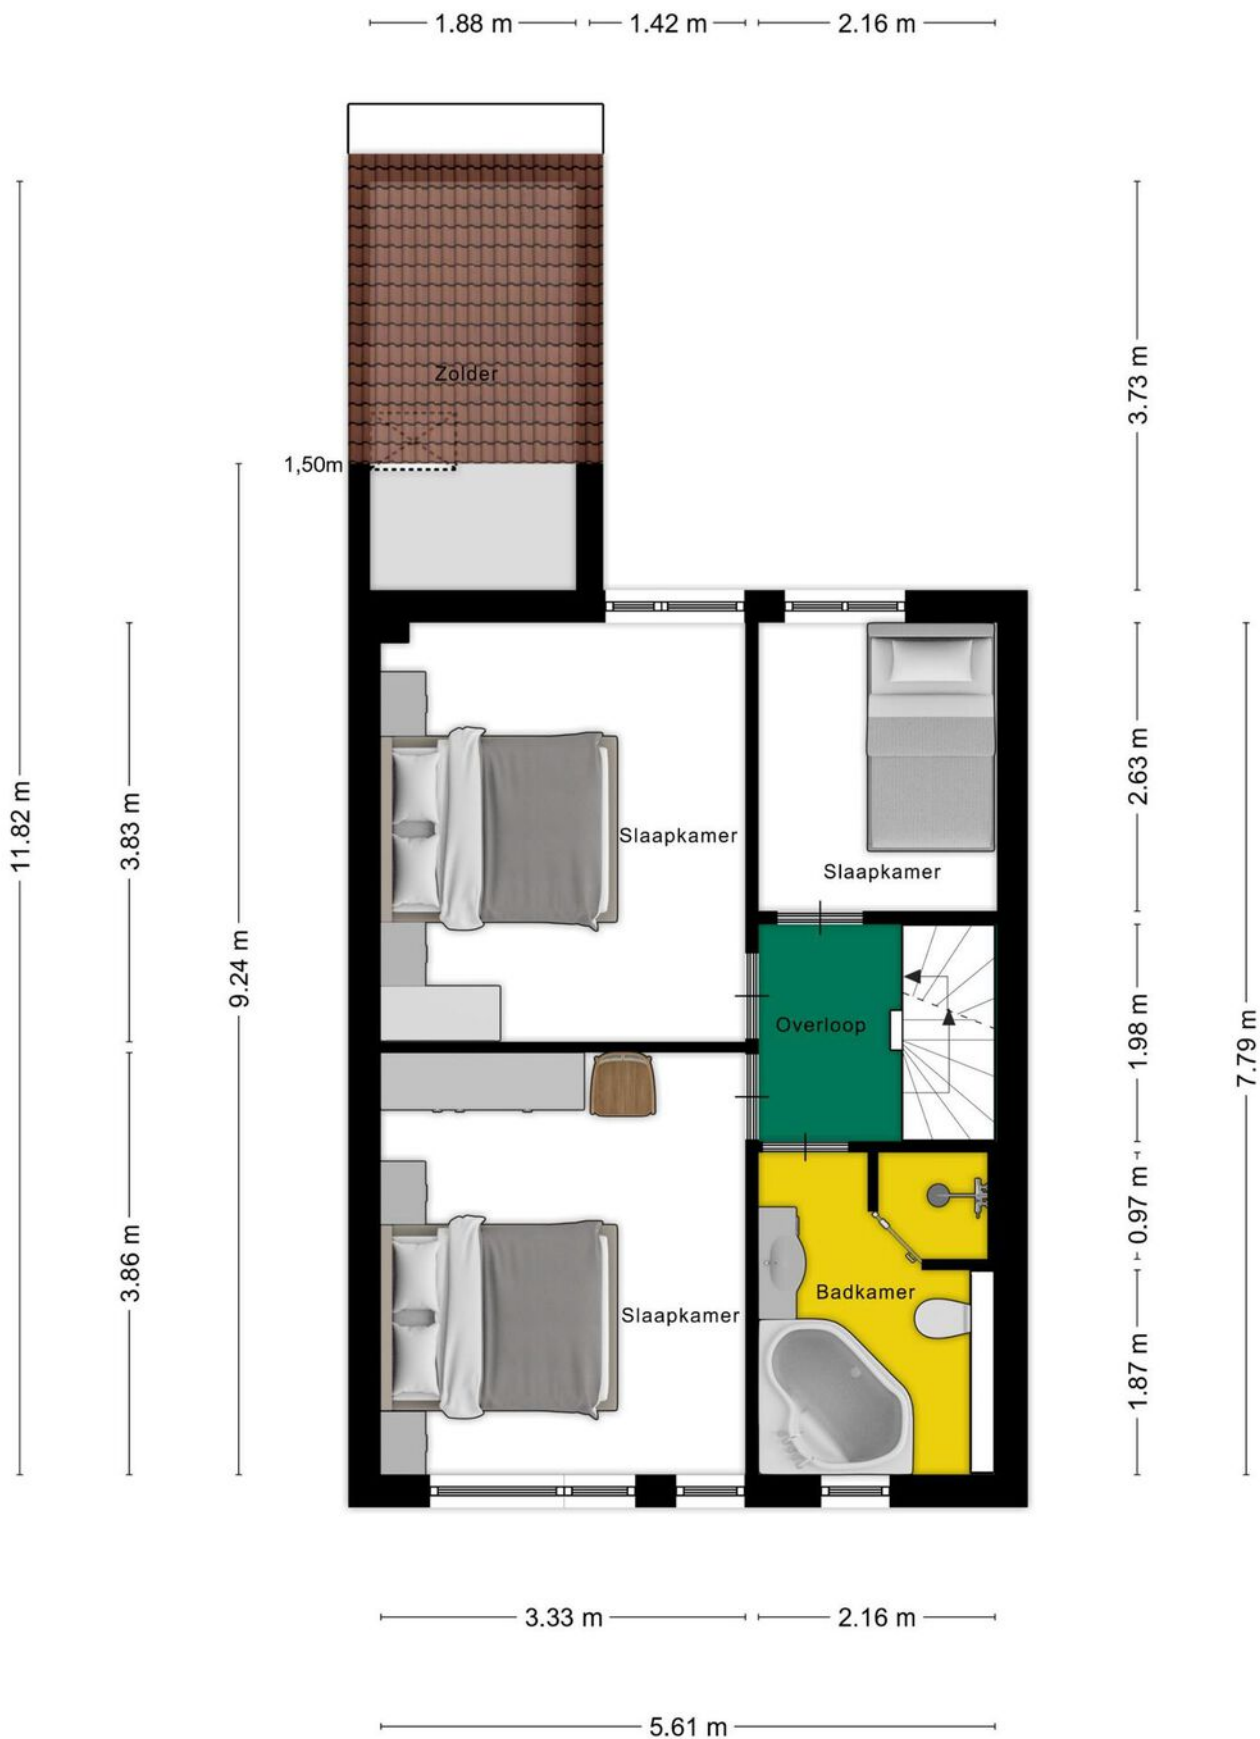 1.88 m
1.42 m
2.16 m
Zolder
1,50m
3.73 m
11.82 m
3.83 m
9.24 m
2.63 m
Slaapkamer
Slaapkamer
Overloop
1.98 m
7.79 m
0.97 m
3.86 m
Badkamer
Slaapkamer
1.87 m
3.33 m
2.16 m
5.61 m